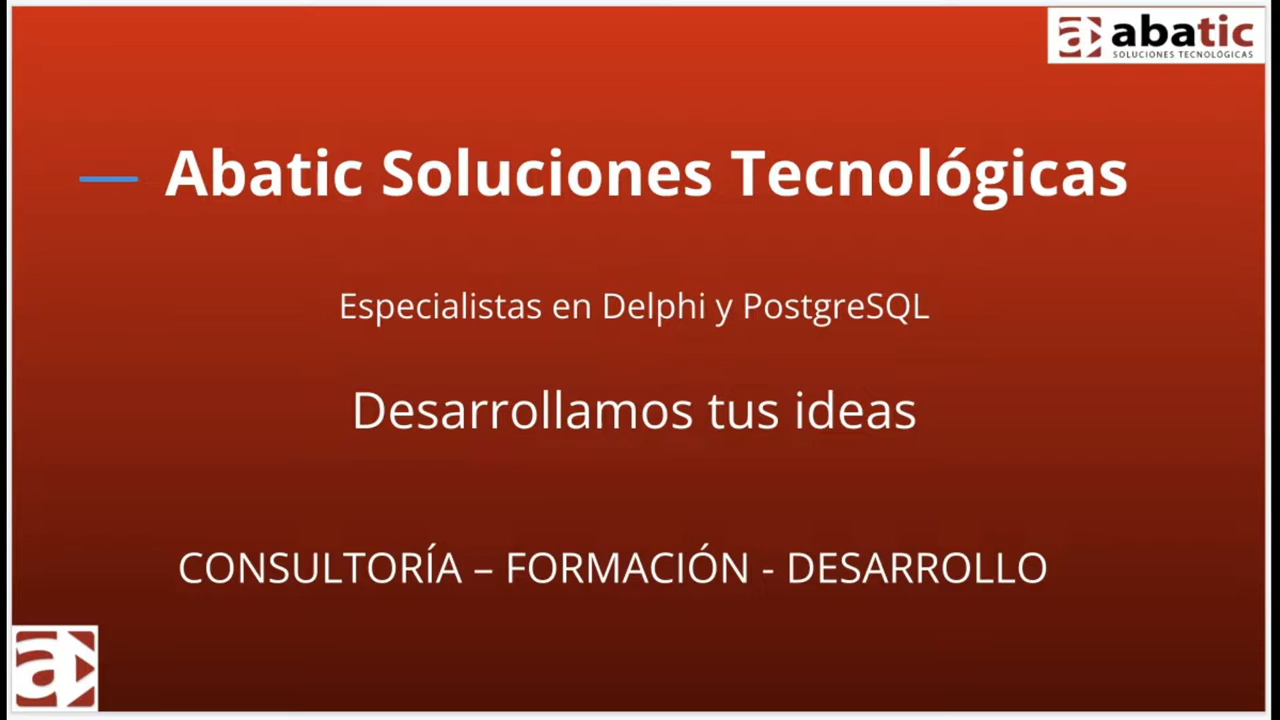 abatic
SOLUCIONES TECNOLÓGICAS
Abatic Soluciones Tecnológicas
Especialistas en Delphi y PostgreSQL
Desarrollamos tus ideas
CONSULTORÍA – FORMACIÓN - DESARROLLO
a